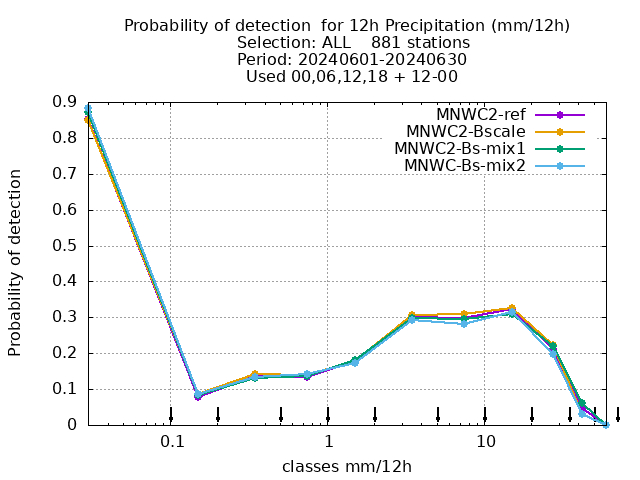 Probability of detection  for 12h Precipitation (mm/12h)
Selection: ALL    881 stations
Period: 20240601-20240630
Used 00,06,12,18 + 12-00
MNWC2-ref
MNWC2-Bscale
MNWC2-Bs-mix1
MNWC-Bs-mix2
Probability of detection
0.9
0.8
0.7
0.6
0.5
0.4
0.3
0.2
0.1
0
0.1 1 10
classes mm/12h